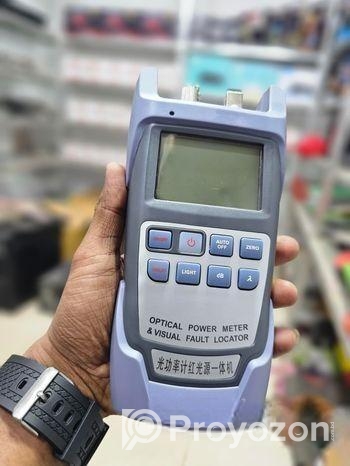 AUTO OFF
ZERO
LIGHT
dB
λ
OPTICAL POWER METER
& VISUAL FAULT LOCATOR
光功率计红光源一体机
Proyozon